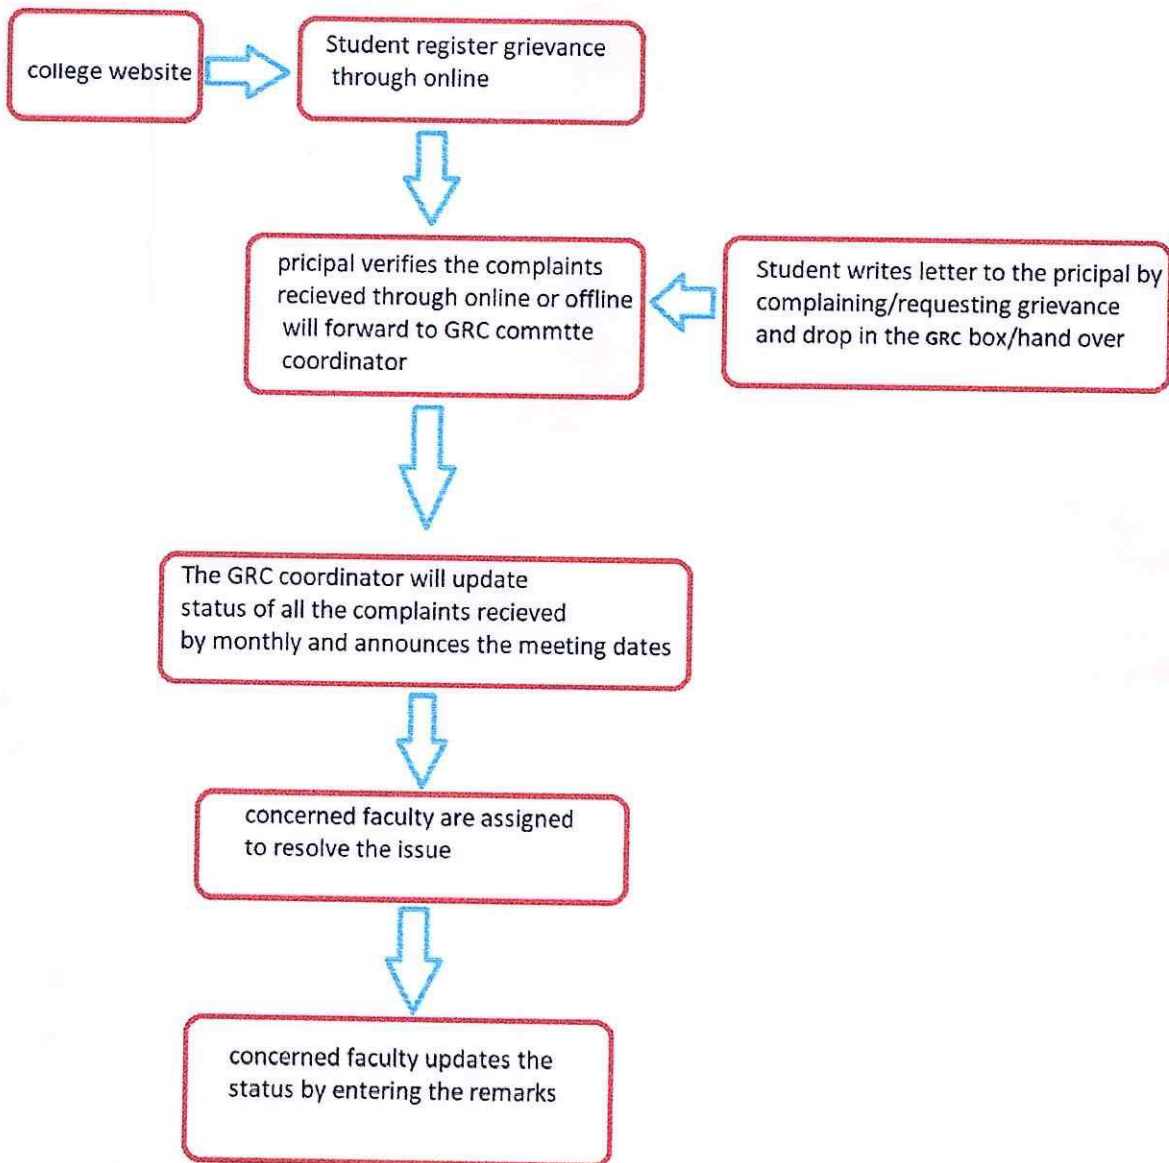 college website
Student register grievance
through online
pricipal verifies the complaints
recieved through online or offline
will forward to GRC commtte
coordinator
Student writes letter to the pricipal by
complaining/requesting grievance
and drop in the GRC box/hand over
The GRC coordinator will update
status of all the complaints recieved
by monthly and announces the meeting dates
concerned faculty are assigned
to resolve the issue
concerned faculty updates the
status by entering the remarks